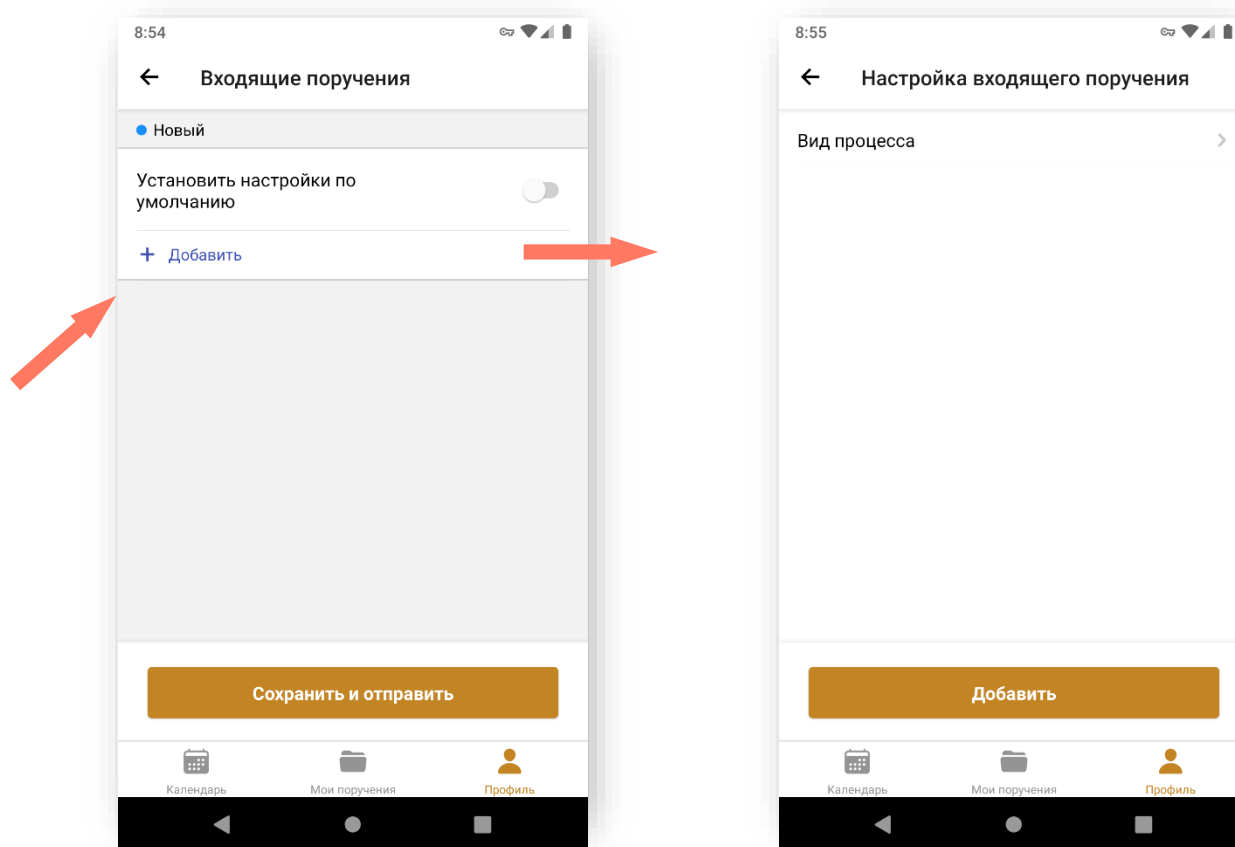 8:54
Входящие поручения
Новый
Установить настройки по
умолчанию
+ Добавить
Сохранить и отправить
Календарь
Мои поручения
Профиль
8:55
Настройка входящего поручения
Вид процесса
Добавить
Календарь
Мои поручения
Профиль